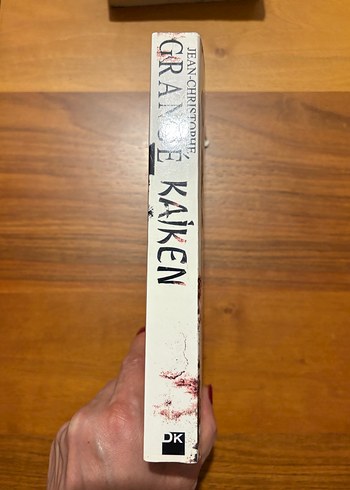 JEAN-CHRISTOPHE
GRANGÉ
KAİKEN
DK